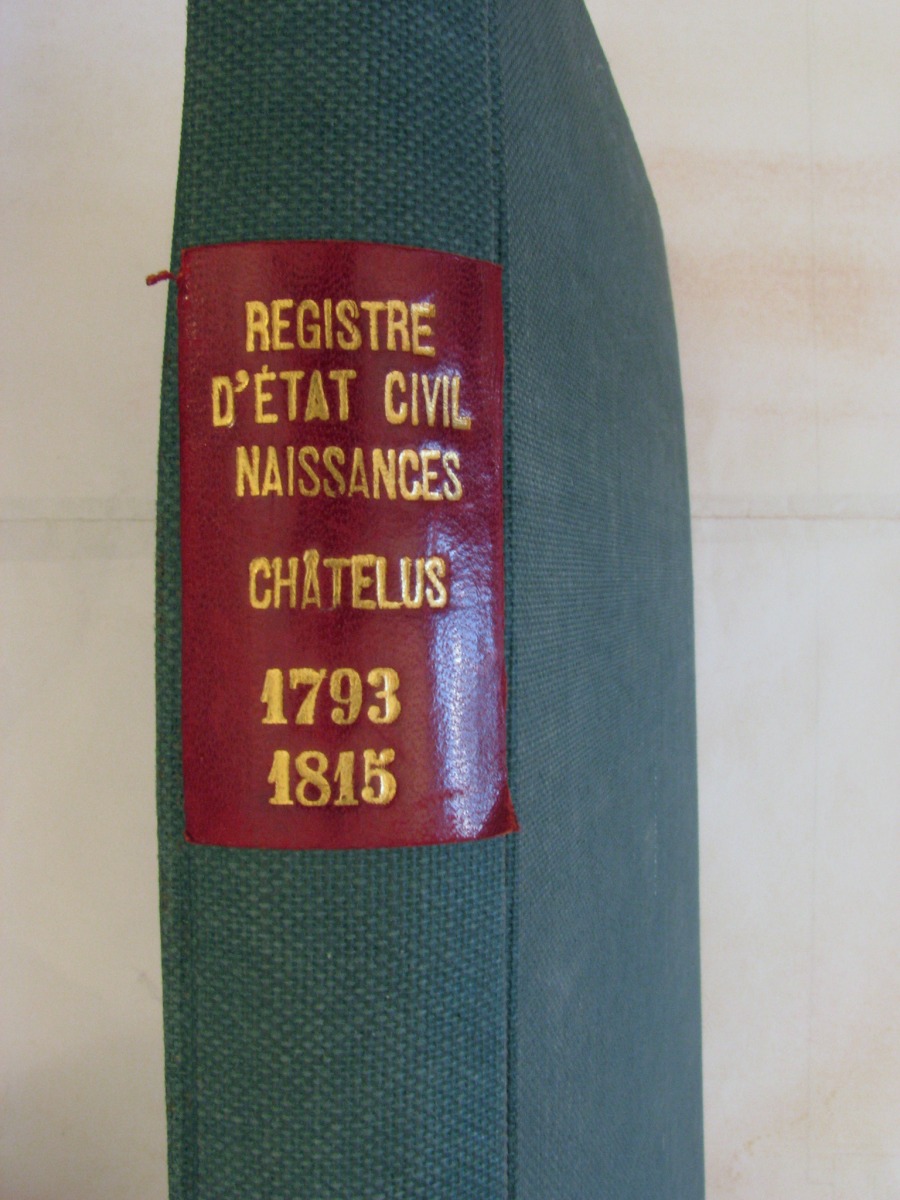 REGISTRE
D'ÉTAT CIVIL
NAISSANCES
CHÂTELUS
1793
1815